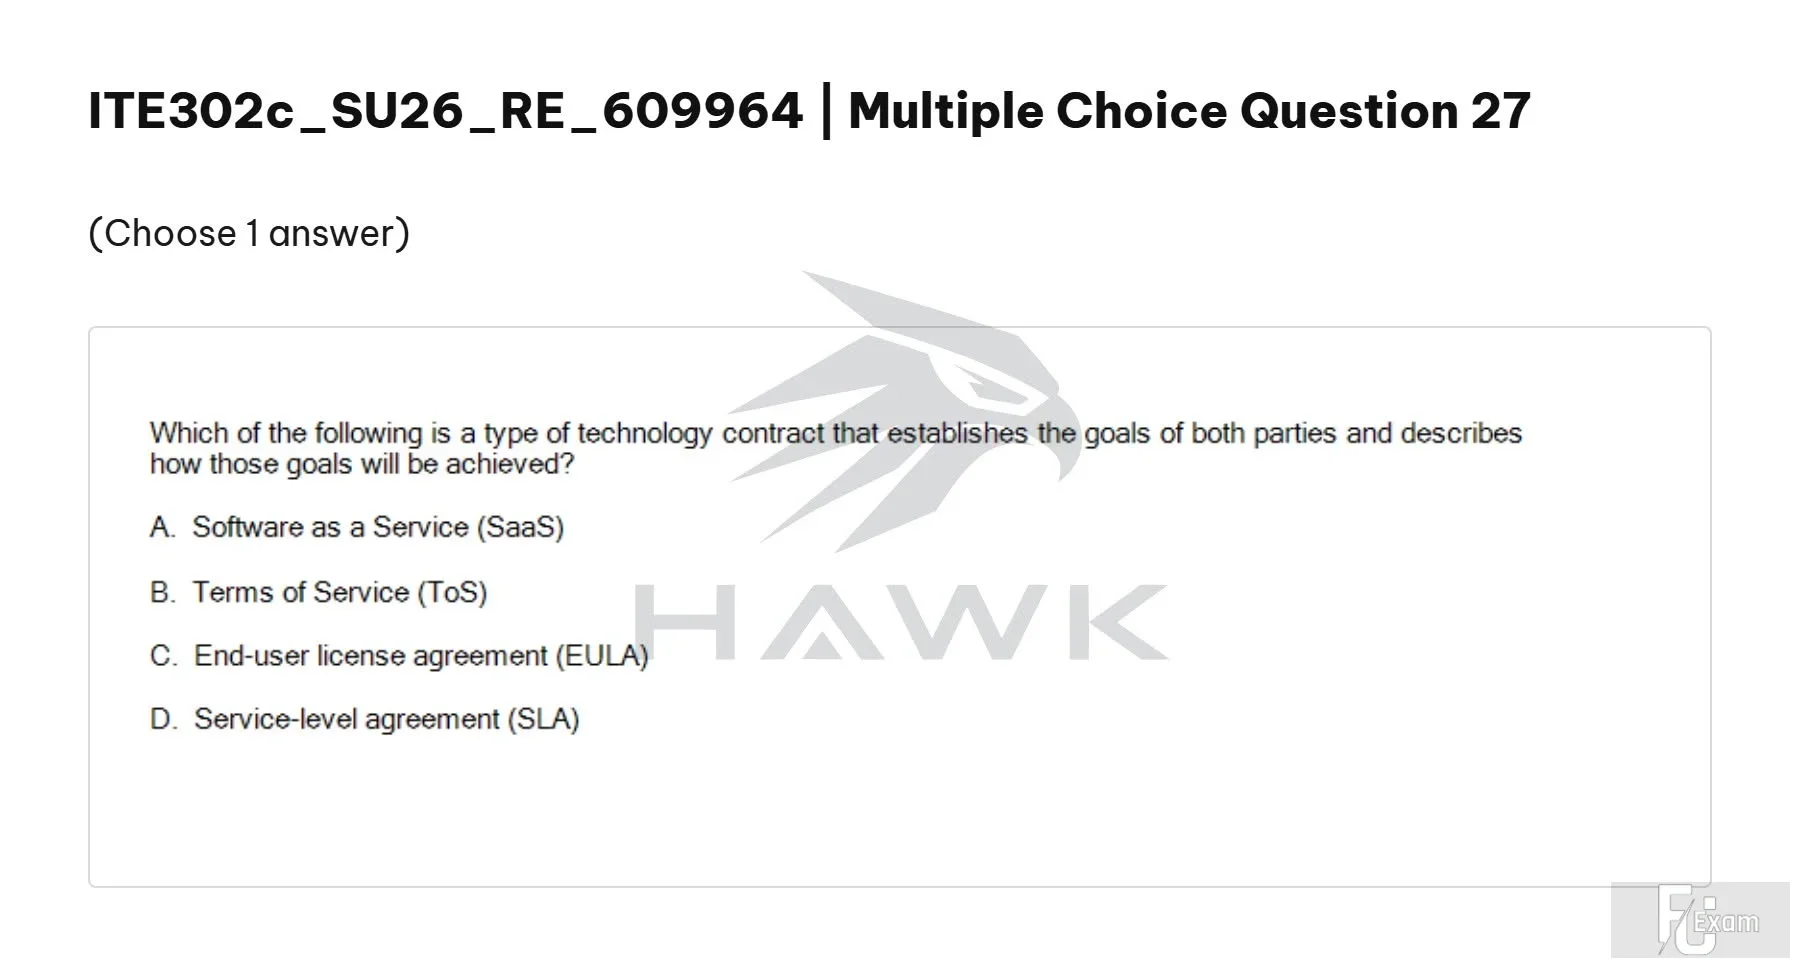 ITE302c_SU26_RE_609964 | Multiple Choice Question 27
(Choose 1 answer)
Which of the following is a type of technology contract that establishes the goals of both parties and describes
how those goals will be achieved?
A. Software as a Service (SaaS)
B. Terms of Service (ToS)
C. End-user license agreement (EULA)
D. Service-level agreement (SLA)
HAWK
FU Exam